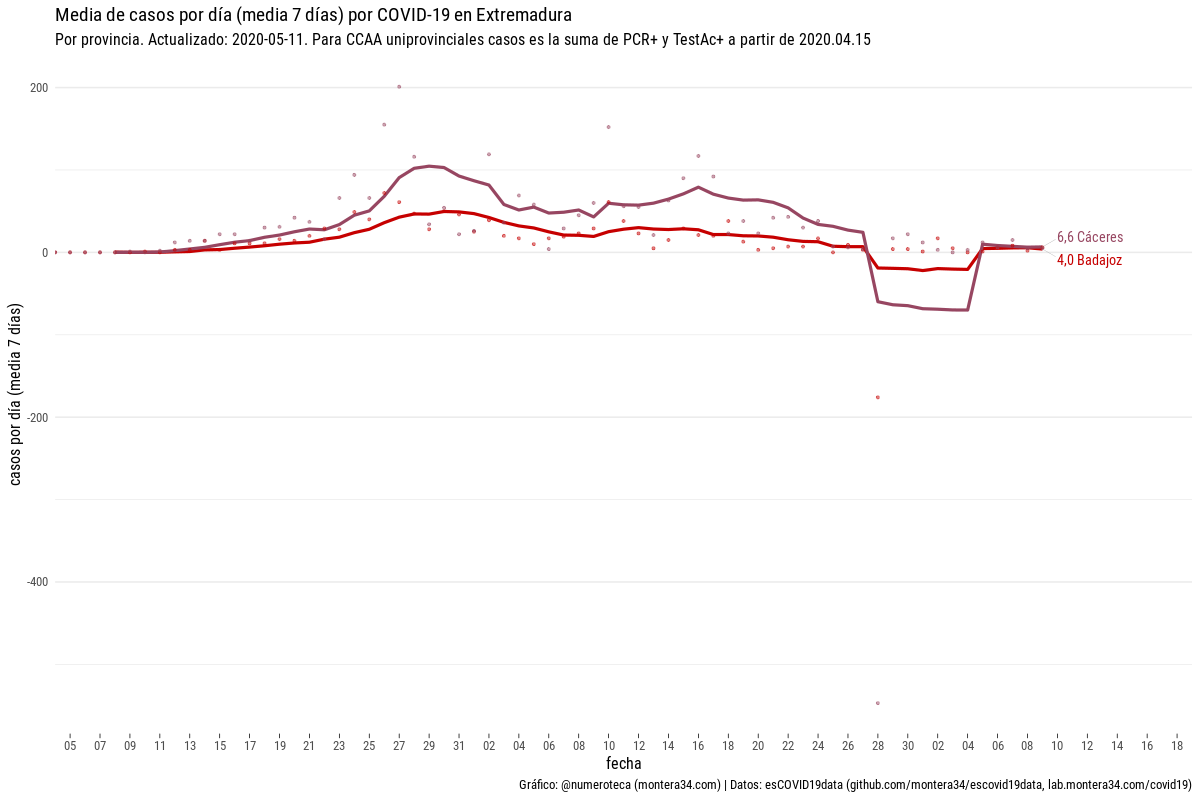 Media de casos por día (media 7 días) por COVID-19 en Extremadura
Por provincia. Actualizado: 2020-05-11. Para CCAA uniprovinciales casos es la suma de PCR+ y TestAc+ a partir de 2020.04.15
casos por día (media 7 días)
200
0
-200
-400
6,6 Cáceres
4,0 Badajoz
05 07 09 11 13 15 17 19 21 23 25 27 29 31 02 04 06 08 10 12 14 16 18 20 22 24 26 28 30 02 04 06 08 10 12 14 16 18
fecha
Gráfico: @numeroteca (montera34.com) | Datos: esCOVID19data (github.com/montera34/escovid19data, lab.montera34.com/covid19)